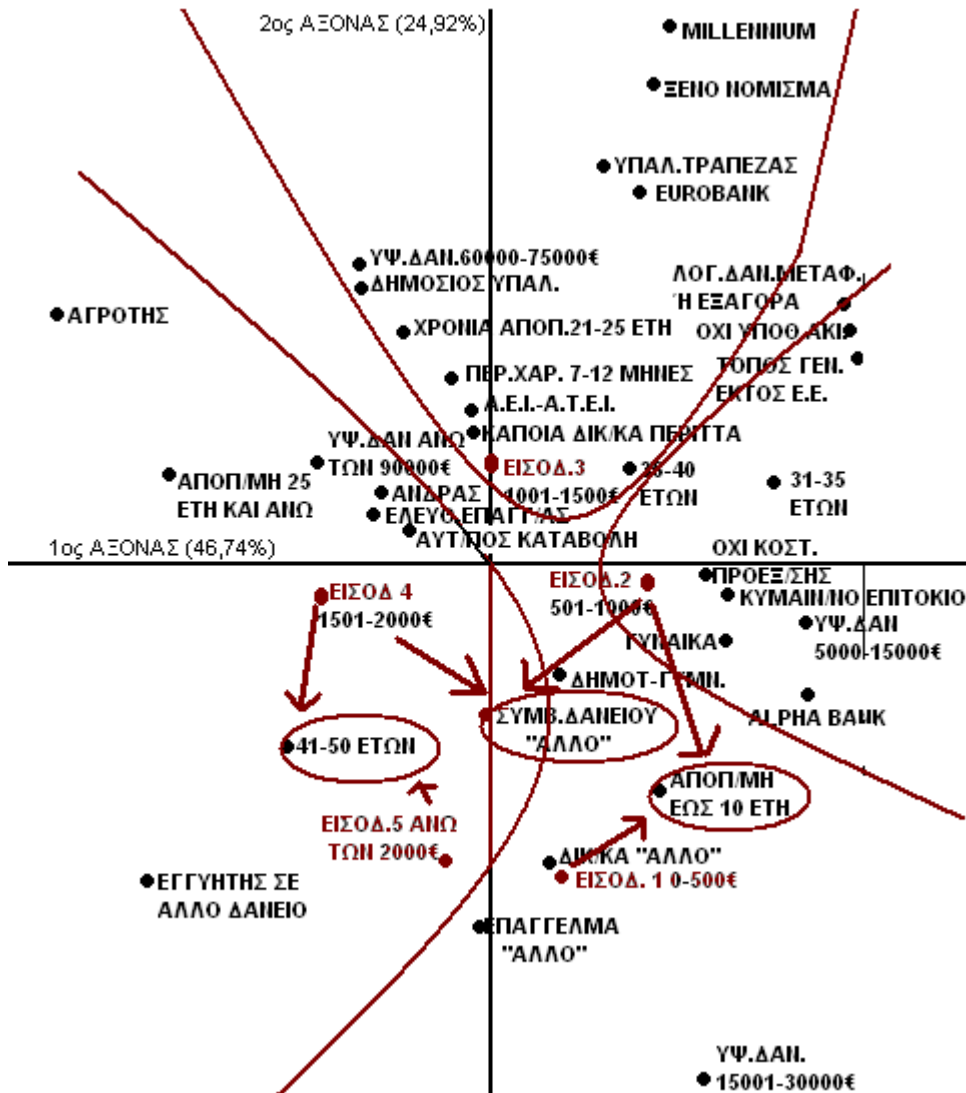 2ος ΑΞΟΝΑΣ (24,92%)
MILLENNIUM
ΞΕΝΟ ΝΟΜΙΣΜΑ
ΥΠΑΛ.ΤΡΑΠΕΖΑΣ
EUROBANK
ΥΨ.ΔΑΝ.60000-75000€
ΔΗΜΟΣΙΟΣ ΥΠΑΛ.
ΛΟΓ.ΔΑΝ.ΜΕΤΑΦ.
Ή ΕΞΑΓΟΡΑ
ΑΓΡΟΤΗΣ
ΧΡΟΝΙΑ ΑΠΟΠ.21-25 ΕΤΗ
ΟΧΙ ΥΠΟΘ.ΑΚΙ.
ΤΟΠΟΣ ΓΕΝ.
ΕΚΤΟΣ Ε.Ε.
ΠΕΡ.ΧΑΡ. 7-12 ΜΗΝΕΣ
Α.Ε.Ι.-Α.Τ.Ε.Ι.
ΚΑΠΟΙΑ ΔΙΚ/ΚΑ ΠΕΡΙΤΤΑ
ΥΨ.ΔΑΝ ΑΝΩ
ΤΩΝ 90000€
ΕΙΣΟΔ.3
1001-1500€
36-40
ΕΤΩΝ
31-35
ΕΤΩΝ
ΑΠΟΠ/ΜΗ 25
ΕΤΗ ΚΑΙ ΑΝΩ
ΑΝΔΡΑΣ
ΕΛΕΥΘ.ΕΠΑΓΓ/ΑΣ
ΑΥΤ/ΠΟΣ ΚΑΤΑΒΟΛΗ
1ος ΑΞΟΝΑΣ (46,74%)
ΟΧΙ ΚΟΣΤ.
ΠΡΟΕΞ/ΣΗΣ
ΕΙΣΟΔ 4
1501-2000€
ΕΙΣΟΔ.2
501-1000€
ΚΥΜΑΙΝ/ΝΟ ΕΠΙΤΟΚΙΟ
ΥΨ.ΔΑΝ
5000-15000€
ΓΥΝΑΙΚΑ
ΔΗΜΟΤ-ΓΥΜΝ.
ΣΥΜΒ.ΔΑΝΕΙΟΥ
"ΑΛΛΟ"
ALPHA BANK
41-50 ΕΤΩΝ
ΑΠΟΠ/ΜΗ
ΕΩΣ 10 ΕΤΗ
ΕΙΣΟΔ.5 ΑΝΩ
ΤΩΝ 2000€
ΔΙΚ/ΚΑ "ΑΛΛΟ"
ΕΙΣΟΔ. 1 0-500€
ΕΓΓΥΗΤΗΣ ΣΕ
ΑΛΛΟ ΔΑΝΕΙΟ
ΕΠΑΓΓΕΛΜΑ
"ΑΛΛΟ"
ΥΨ.ΔΑΝ.
15001-30000€